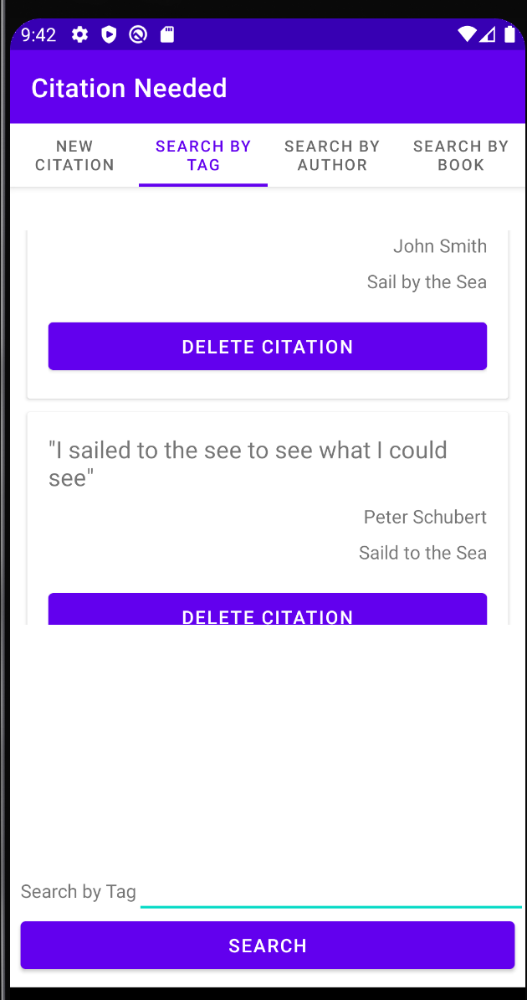 9:42
Citation Needed
NEW CITATION
SEARCH BY TAG
SEARCH BY AUTHOR
SEARCH BY BOOK
John Smith
Sail by the Sea
DELETE CITATION
"I sailed to the see to see what I could
see"
Peter Schubert
Saild to the Sea
DELETE CITATION
Search by Tag
SEARCH